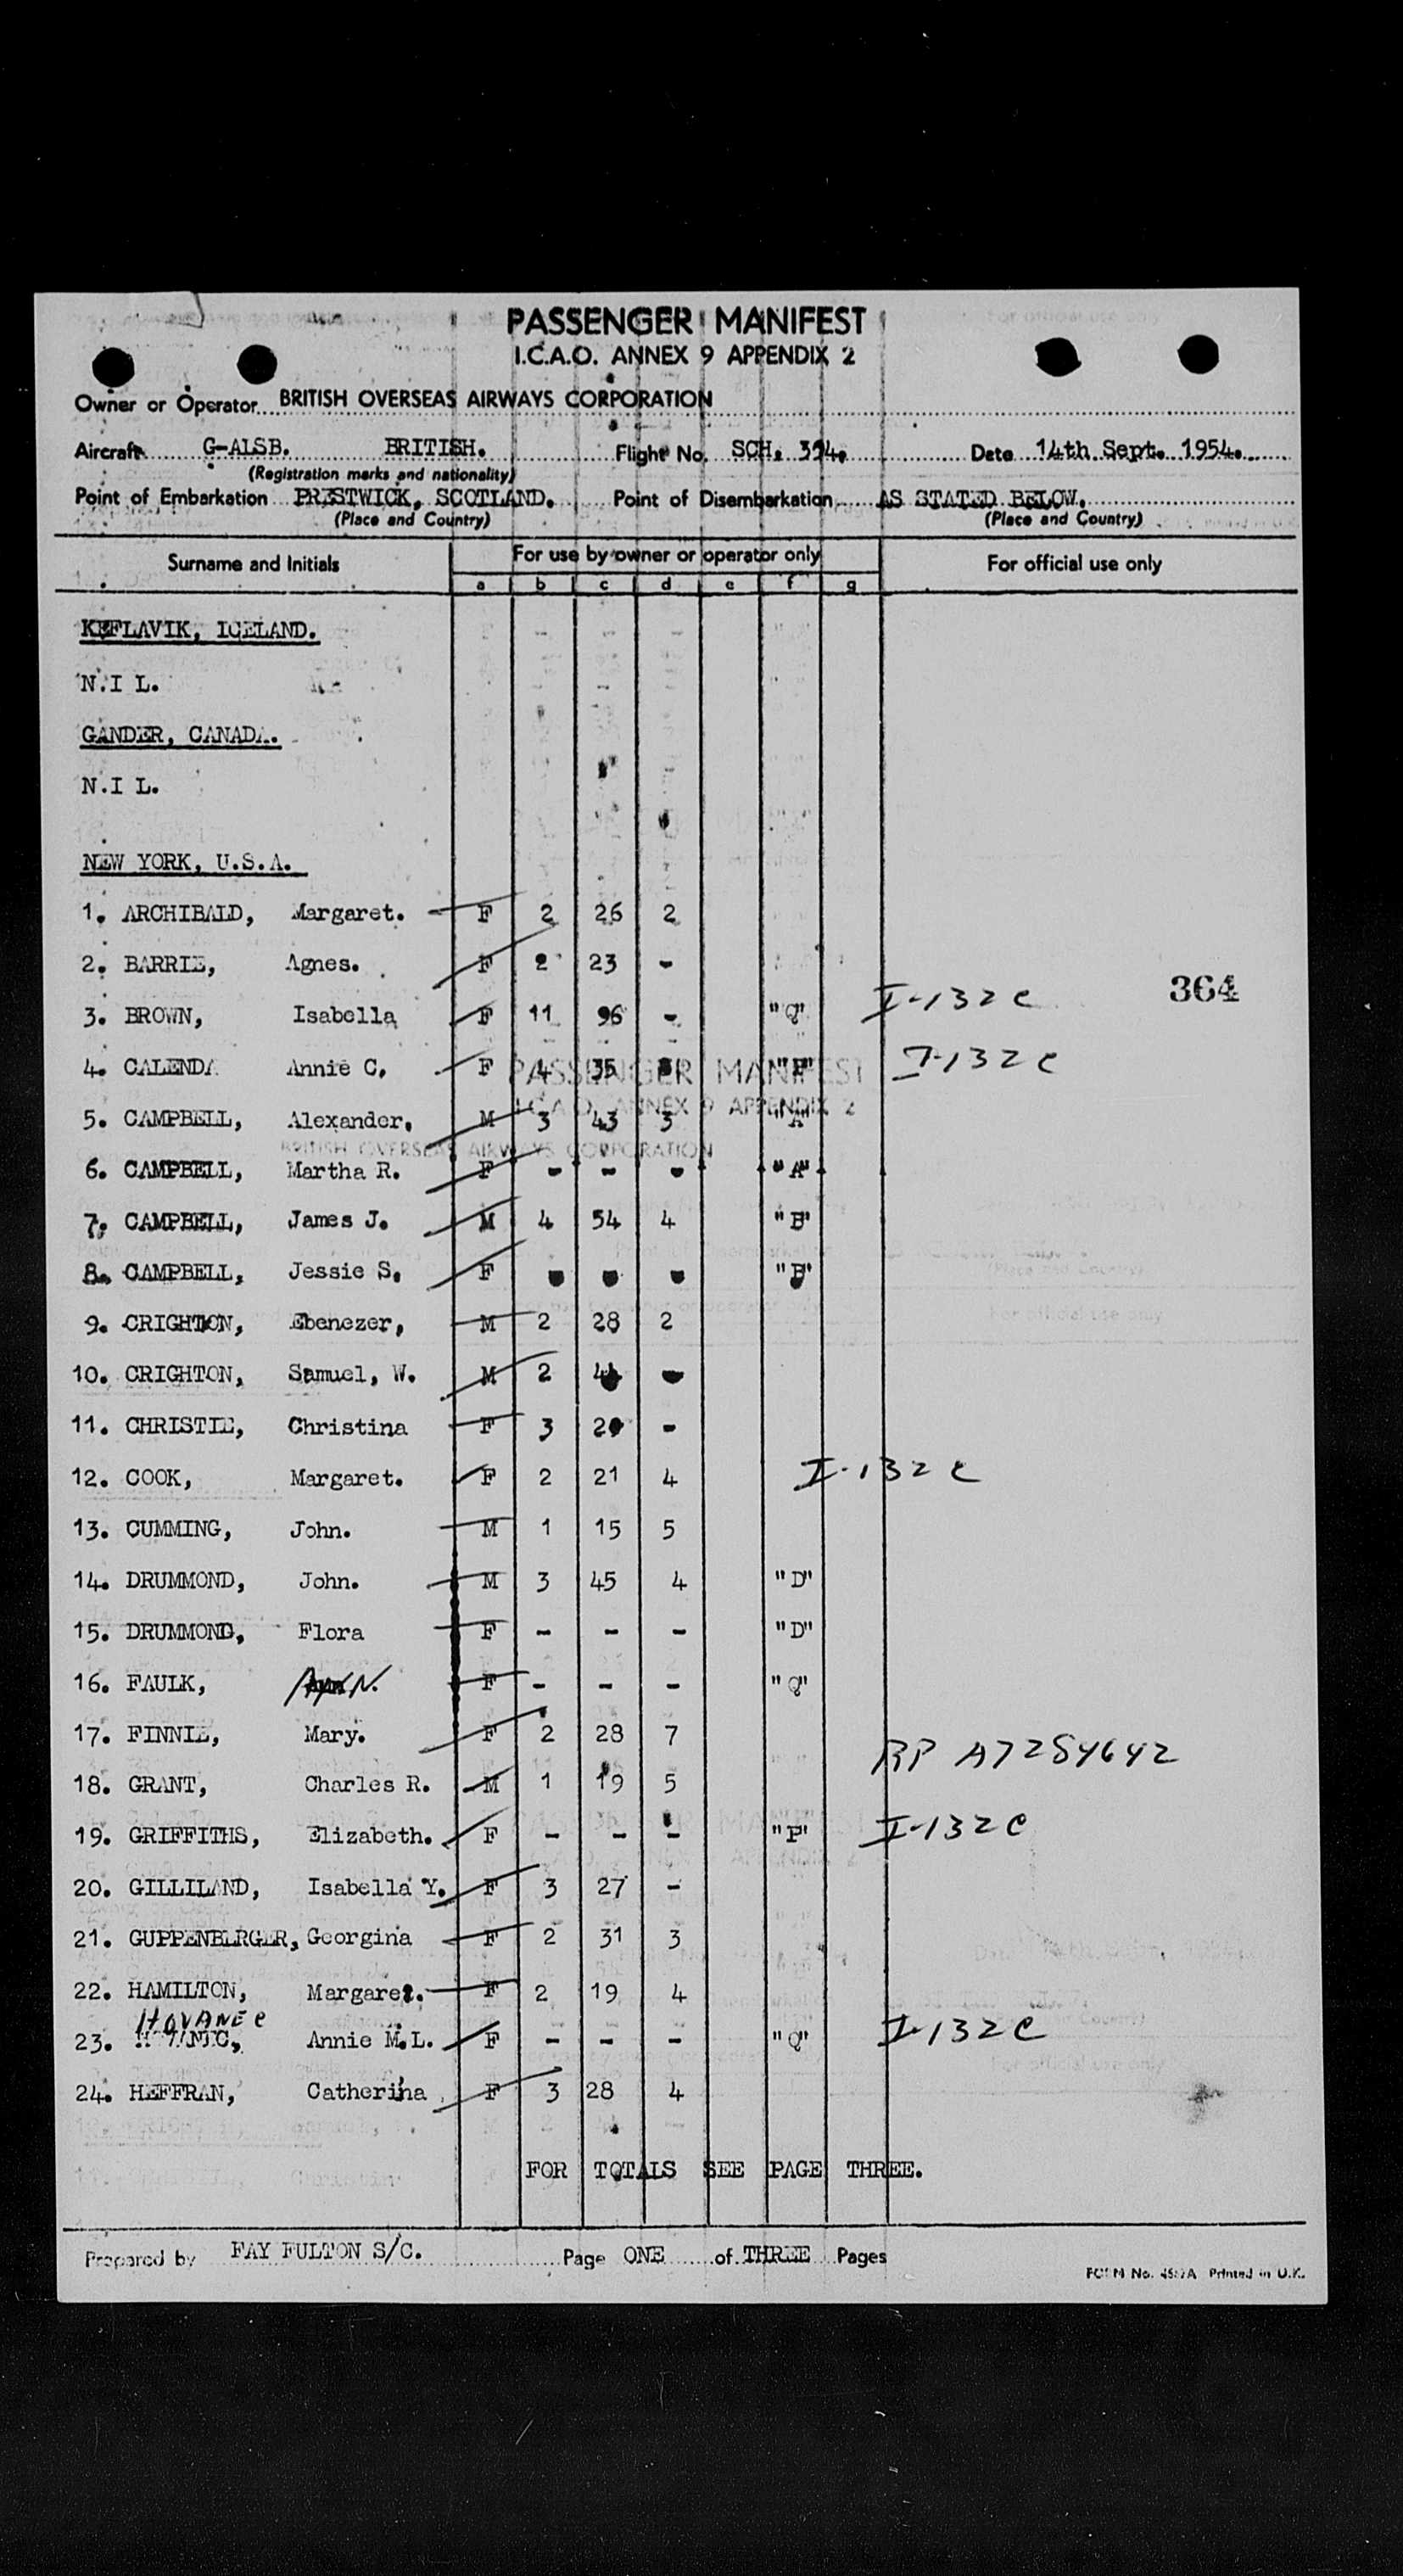 PASSENGER MANIFEST
I.C.A.O. ANNEX 9 APPENDIX 2
Owner or Operator BRITISH OVERSEAS AIRWAYS CORPORATION
Aircraft G-ALSB. BRITISH. Flight No. SCH. 394. Date 14th Sept. 1954.
(Registration marks and nationality)
Point of Embarkation PRESTWICK, SCOTLAND. Point of Disembarkation AS STATED BELOW.
(Place and Country) (Place and Country)
Surname and Initials For use by owner or operator only For official use only
a b c d e f g
KEFLAVIK, ICELAND.
N.I L.
GANDER, CANADA.
N.I L.
NEW YORK, U.S.A.
1. ARCHIBALD, Margaret. F 2 26 2
2. BARRIE, Agnes. F 2 23 -
3. BROWN, Isabella F 11 96 - "Q" I-132C
364
4. CALENDA Annie C. F 4 35 "P" I-132C
5. CAMPBELL, Alexander. M 3 43 3 "A"
6. CAMPBELL, Martha R. F - - - "A"
7. CAMPBELL, James J. M 4 54 4 "B"
8. CAMPBELL, Jessie S. F - - - "B"
9. CRIGHTON, Ebenezer, M 2 28 2
10. CRIGHTON, Samuel, W. M 2 -
11. CHRISTIE, Christina F 3 -
12. COOK, Margaret. F 2 21 4 I-132C
13. CUMMING, John. M 1 15 5
14. DRUMMOND, John. M 3 45 4 "D"
15. DRUMMOND, Flora F - - - "D"
16. FAULK, N. F - - - "Q"
17. FINNIE, Mary. F 2 28 7
RP A7284642
18. GRANT, Charles R. M 1 19 5
19. GRIFFITHS, Elizabeth. F - - - "P" I-132C
20. GILLILAND, Isabella Y. F 3 27 -
21. GUPPENBERGER, Georgina F 2 31 3
22. HAMILTON, Margaret. F 2 19 4
HOVANEC
23. Annie M.L. F - - - "Q" I-132C
24. HEFFRAN, Catherina F 3 28 4
FOR TOTALS SEE PAGE THREE.
Prepared by FAY FULTON S/C. Page ONE of THREE Pages
FORM No. Printed in U.K.